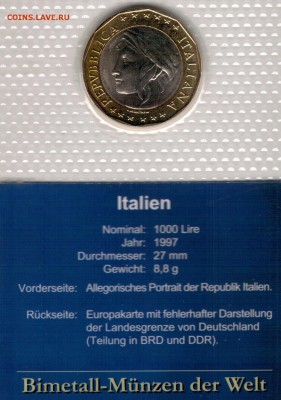 COINS.LAVE.RU
REPVBBLICA ITALIANA
Italien
Nominal: 1000 Lire
Jahr: 1997
Durchmesser: 27 mm
Gewicht: 8,8 g
Vorderseite: Allegorisches Portrait der Republik Italien.
Rückseite: Europakarte mit fehlerhafter Darstellung
der Landesgrenze von Deutschland
(Teilung in BRD und DDR).
Bimetall-Münzen der Welt